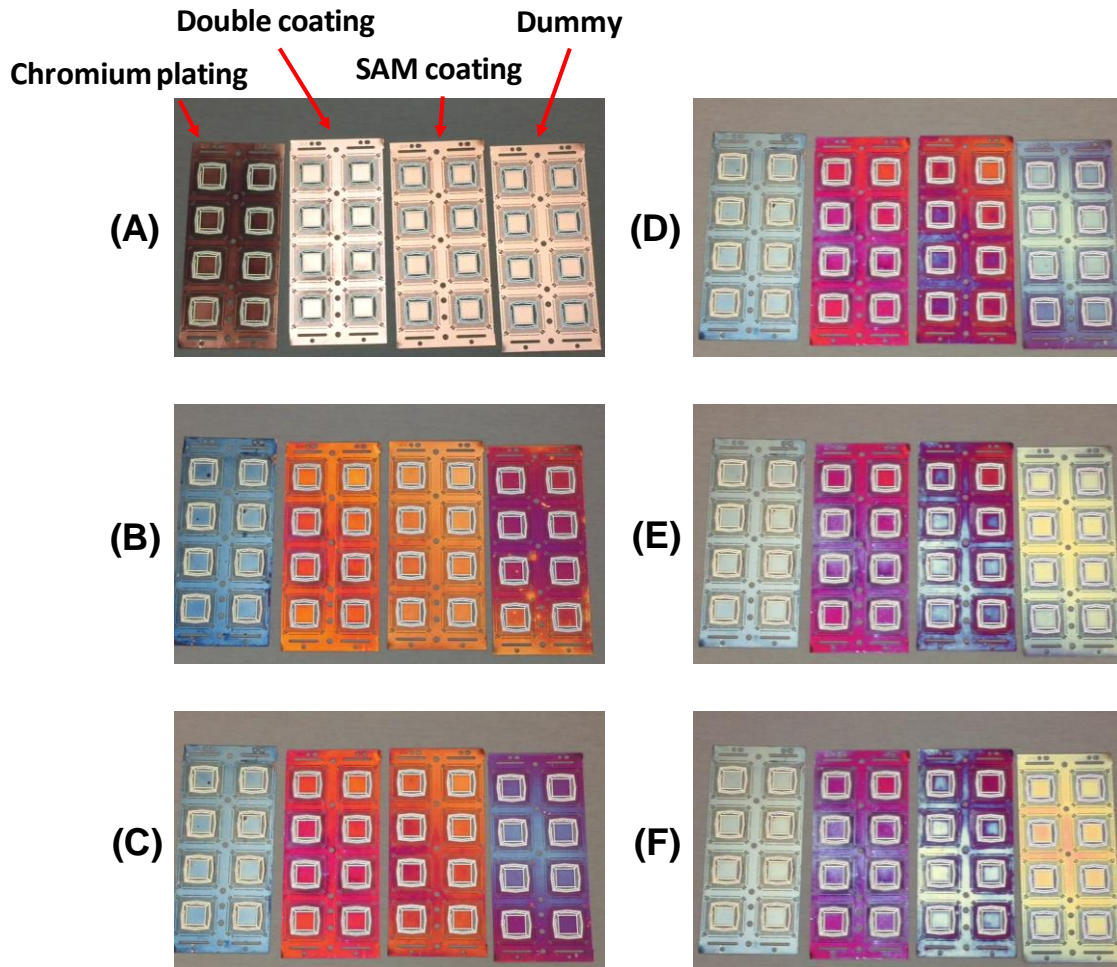 Double coating
Dummy
Chromium plating
SAM coating
(A)
(D)
(B)
(E)
(C)
(F)